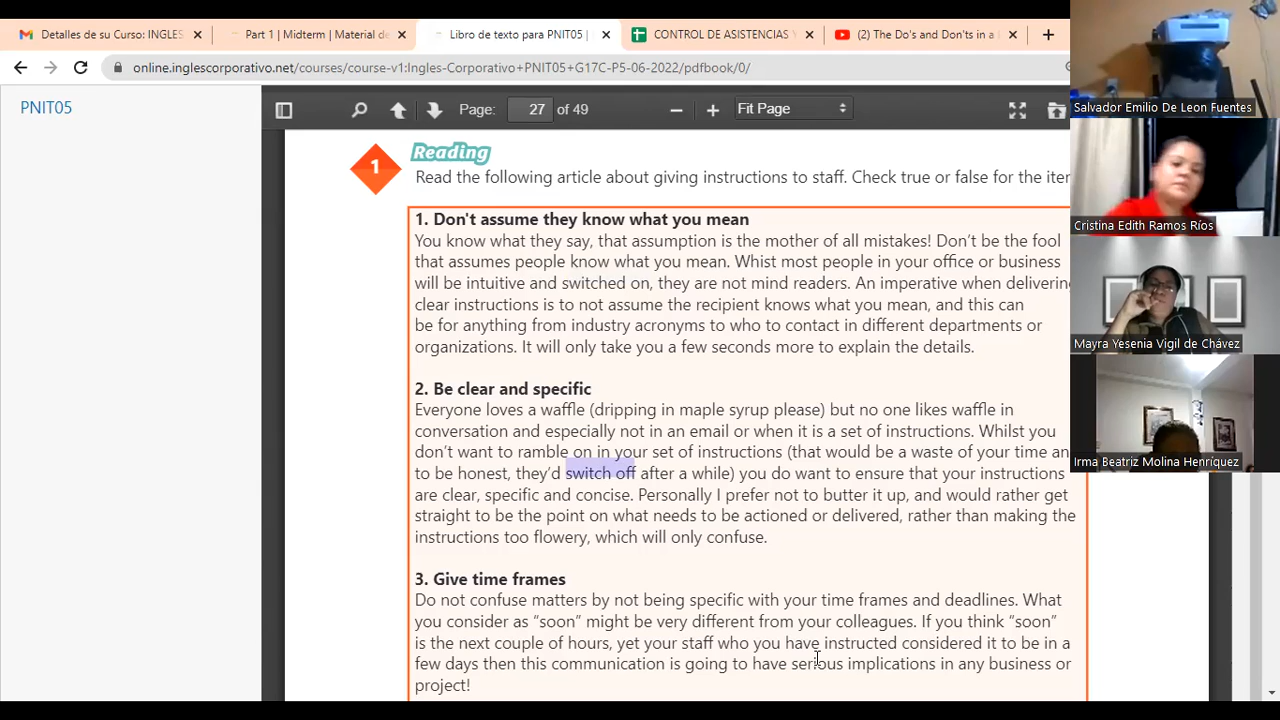 Detalles de su Curso: INGLES
Part 1 | Midterm | Material de
Libro de texto para PNIT05 |
CONTROL DE ASISTENCIAS Y
(2) The Do's and Don'ts in a
online.inglescorporativo.net/courses/course-v1:Ingles-Corporativo+PNIT05+G17C-P5-06-2022/pdfbook/0/
PNIT05
Page: 27 of 49
Fit Page
1
Reading
Read the following article about giving instructions to staff. Check true or false for the iter
1. Don't assume they know what you mean
You know what they say, that assumption is the mother of all mistakes! Don't be the fool
that assumes people know what you mean. Whist most people in your office or business
will be intuitive and switched on, they are not mind readers. An imperative when delivering
clear instructions is to not assume the recipient knows what you mean, and this can
be for anything from industry acronyms to who to contact in different departments or
organizations. It will only take you a few seconds more to explain the details.
2. Be clear and specific
Everyone loves a waffle (dripping in maple syrup please) but no one likes waffle in
conversation and especially not in an email or when it is a set of instructions. Whilst you
don't want to ramble on in your set of instructions (that would be a waste of your time an
to be honest, they'd switch off after a while) you do want to ensure that your instructions
are clear, specific and concise. Personally I prefer not to butter it up, and would rather get
straight to be the point on what needs to be actioned or delivered, rather than making the
instructions too flowery, which will only confuse.
3. Give time frames
Do not confuse matters by not being specific with your time frames and deadlines. What
you consider as “soon” might be very different from your colleagues. If you think “soon”
is the next couple of hours, yet your staff who you have instructed considered it to be in a
few days then this communication is going to have serious implications in any business or
project!
Salvador Emilio De Leon Fuentes
Cristina Edith Ramos Ríos
Mayra Yesenia Vigil de Chávez
Irma Beatriz Molina Henríquez